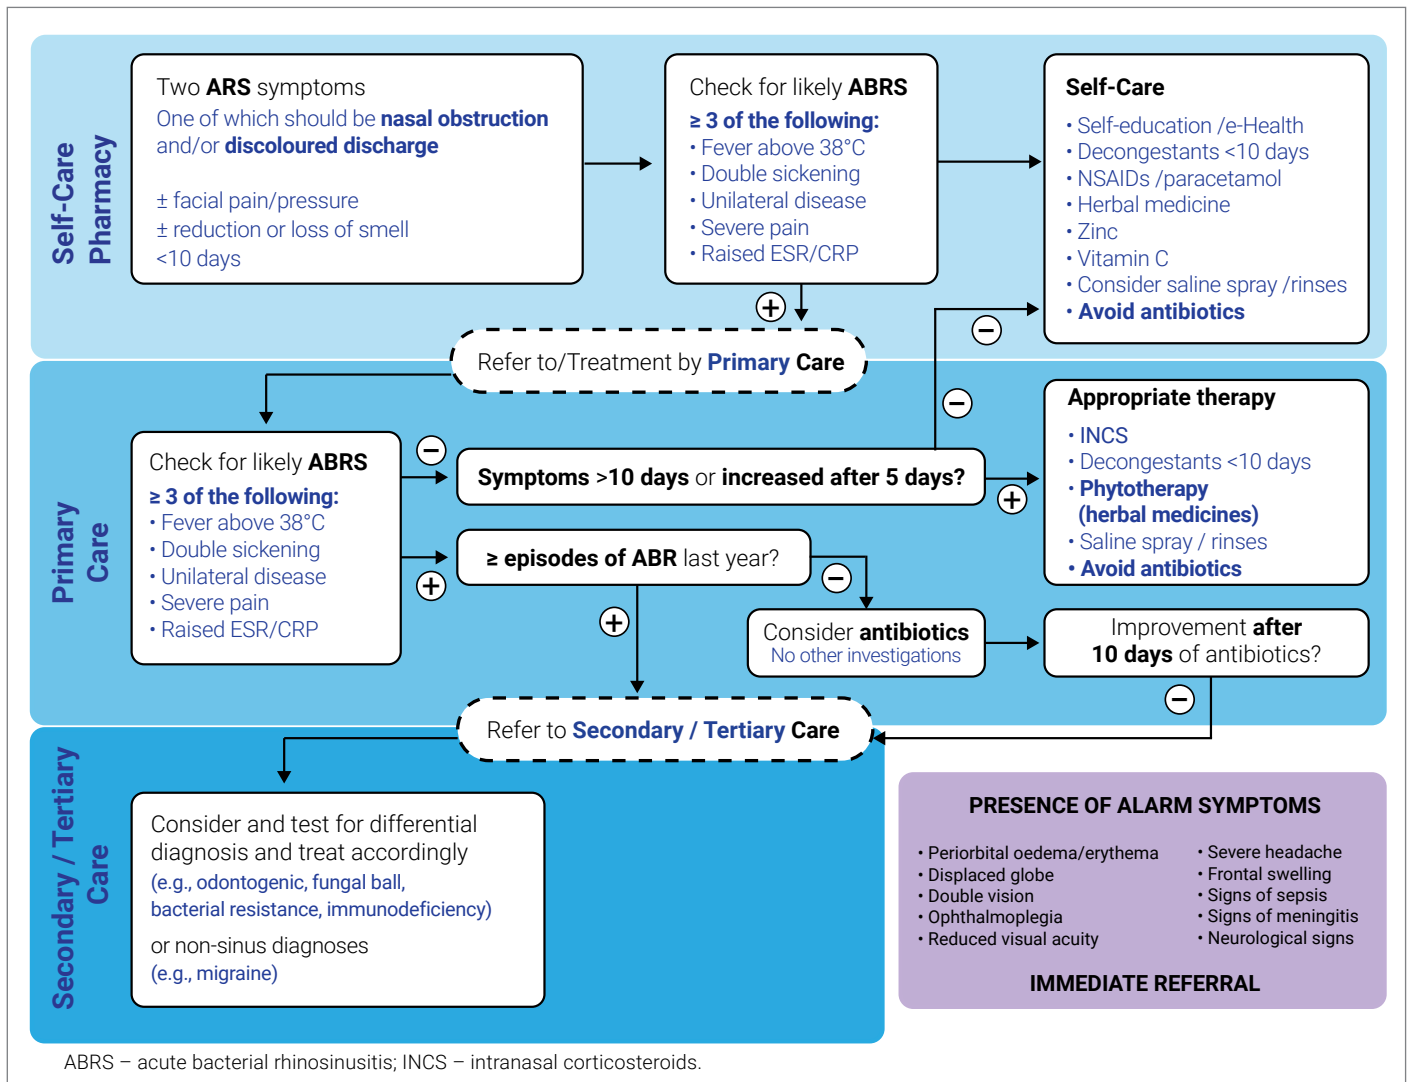 Self-Care
Pharmacy
Two ARS symptoms
One of which should be nasal obstruction
and/or discoloured discharge
± facial pain/pressure
± reduction or loss of smell
<10 days
Check for likely ABRS
≥ 3 of the following:
• Fever above 38°C
• Double sickening
• Unilateral disease
• Severe pain
• Raised ESR/CRP
Self-Care
• Self-education /e-Health
• Decongestants <10 days
• NSAIDs /paracetamol
• Herbal medicine
• Zinc
• Vitamin C
• Consider saline spray /rinses
• Avoid antibiotics
+
−
Refer to/Treatment by Primary Care
Primary
Care
Check for likely ABRS
≥ 3 of the following:
• Fever above 38°C
• Double sickening
• Unilateral disease
• Severe pain
• Raised ESR/CRP
−
+
Symptoms >10 days or increased after 5 days?
−
+
Appropriate therapy
• INCS
• Decongestants <10 days
• Phytotherapy
(herbal medicines)
• Saline spray / rinses
• Avoid antibiotics
≥ episodes of ABR last year?
−
+
Consider antibiotics
No other investigations
Improvement after
10 days of antibiotics?
−
Refer to Secondary / Tertiary Care
Secondary / Tertiary
Care
Consider and test for differential
diagnosis and treat accordingly
(e.g., odontogenic, fungal ball,
bacterial resistance, immunodeficiency)
or non-sinus diagnoses
(e.g., migraine)
PRESENCE OF ALARM SYMPTOMS
• Periorbital oedema/erythema
• Displaced globe
• Double vision
• Ophthalmoplegia
• Reduced visual acuity
• Severe headache
• Frontal swelling
• Signs of sepsis
• Signs of meningitis
• Neurological signs
IMMEDIATE REFERRAL
ABRS – acute bacterial rhinosinusitis; INCS – intranasal corticosteroids.